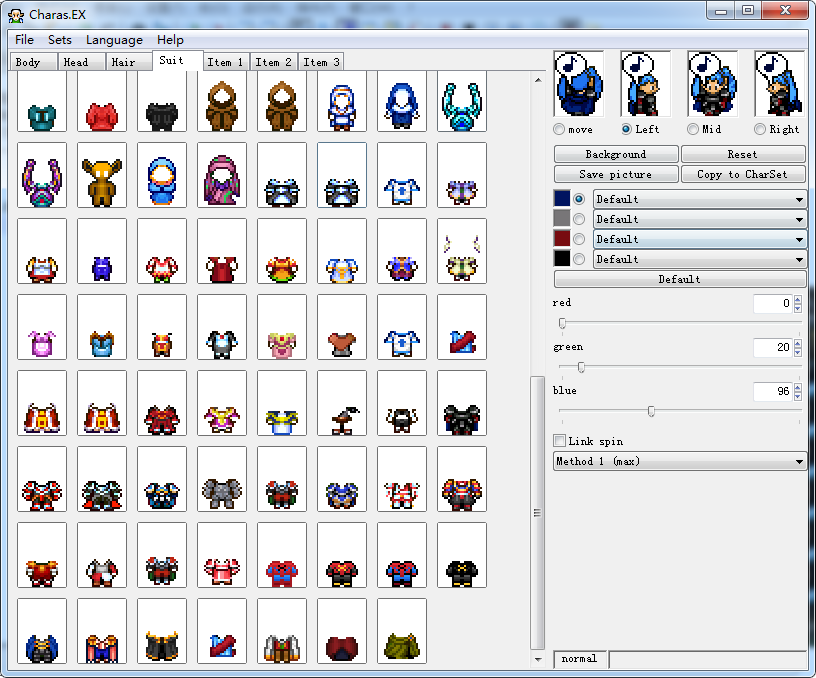 Charas.EX
File Sets Language Help
Body Head Hair Suit Item 1 Item 2 Item 3
move Left Mid Right
Background Reset
Save picture Copy to CharSet
Default
Default
Default
Default
Default
red 0
green 20
blue 96
Link spin
Method 1 (max)
normal